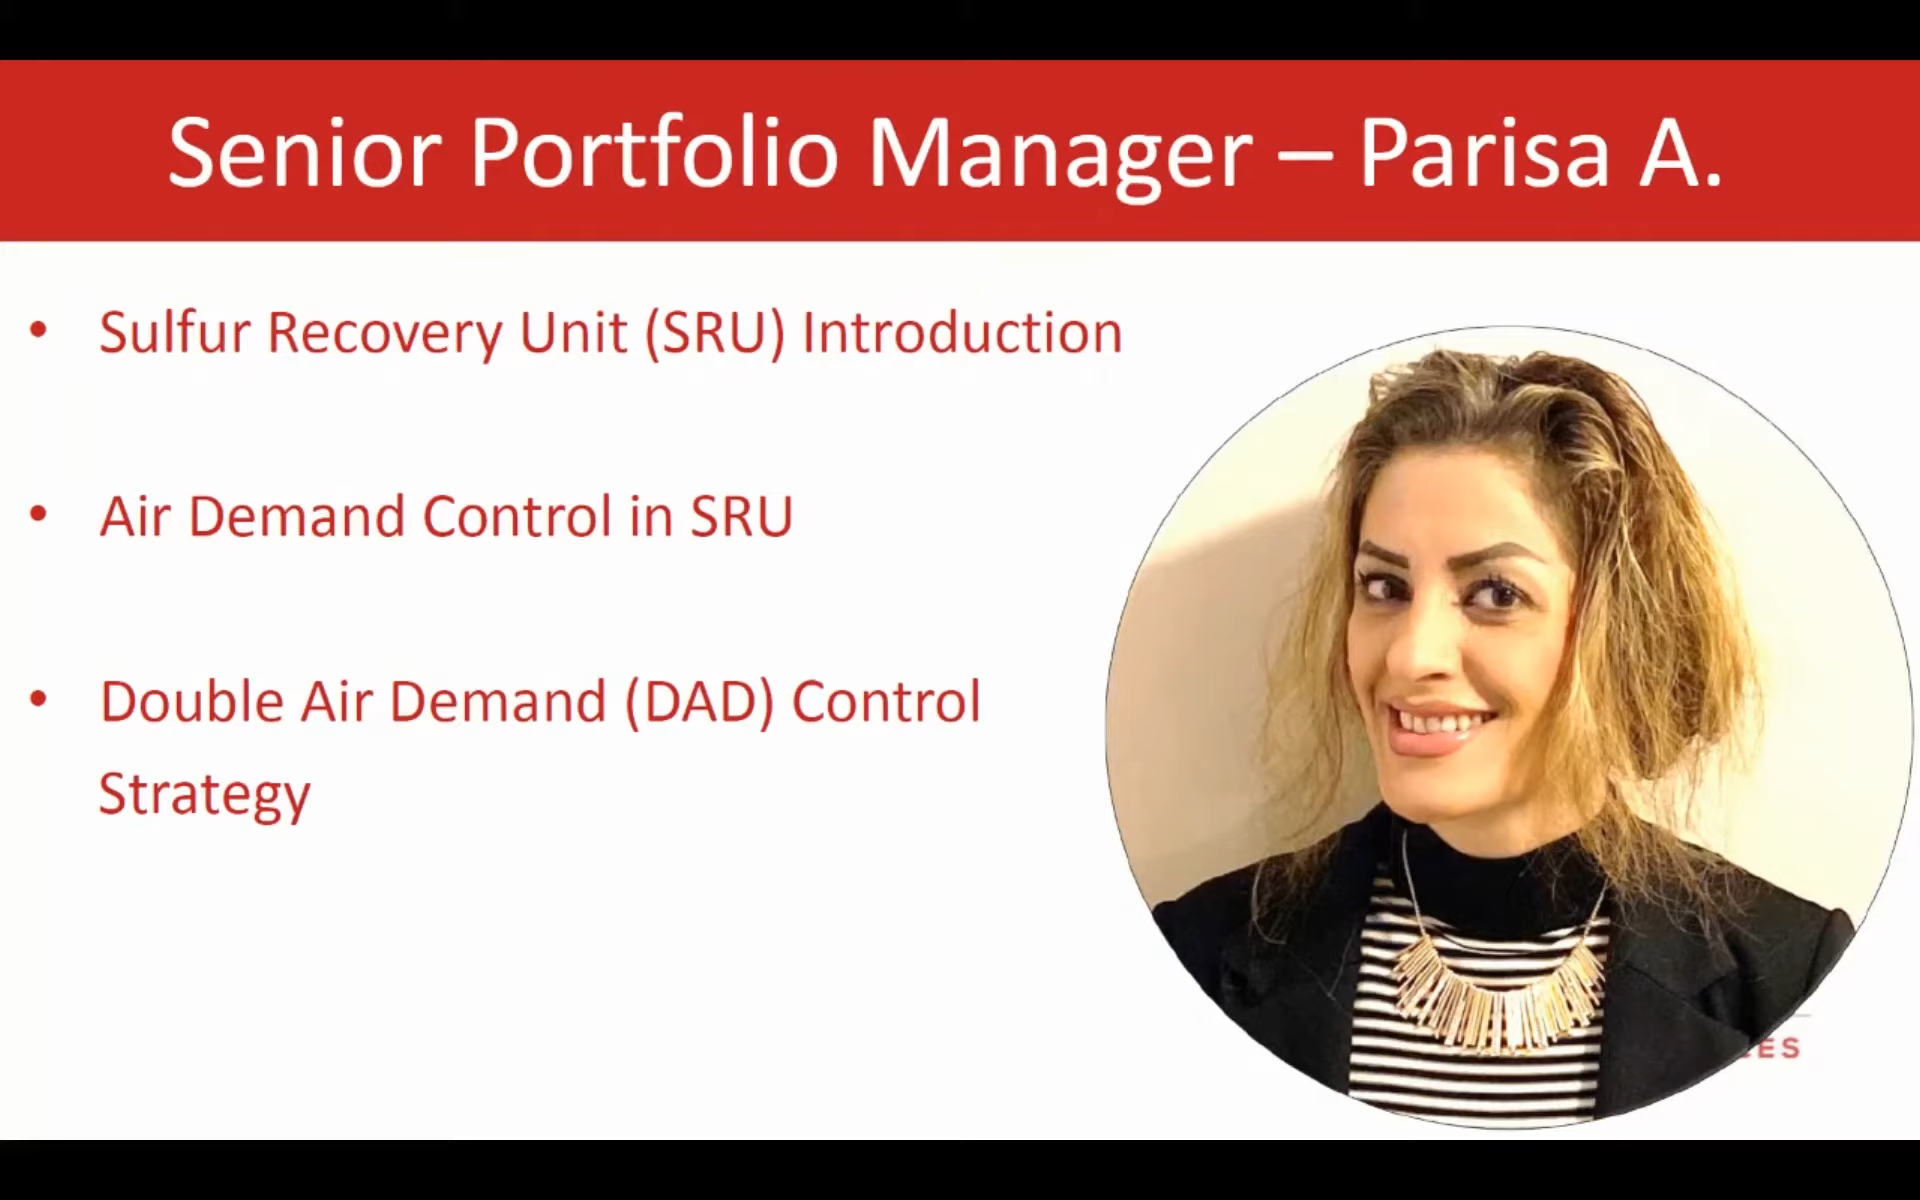 Senior Portfolio Manager – Parisa A.
• Sulfur Recovery Unit (SRU) Introduction
• Air Demand Control in SRU
• Double Air Demand (DAD) Control
Strategy